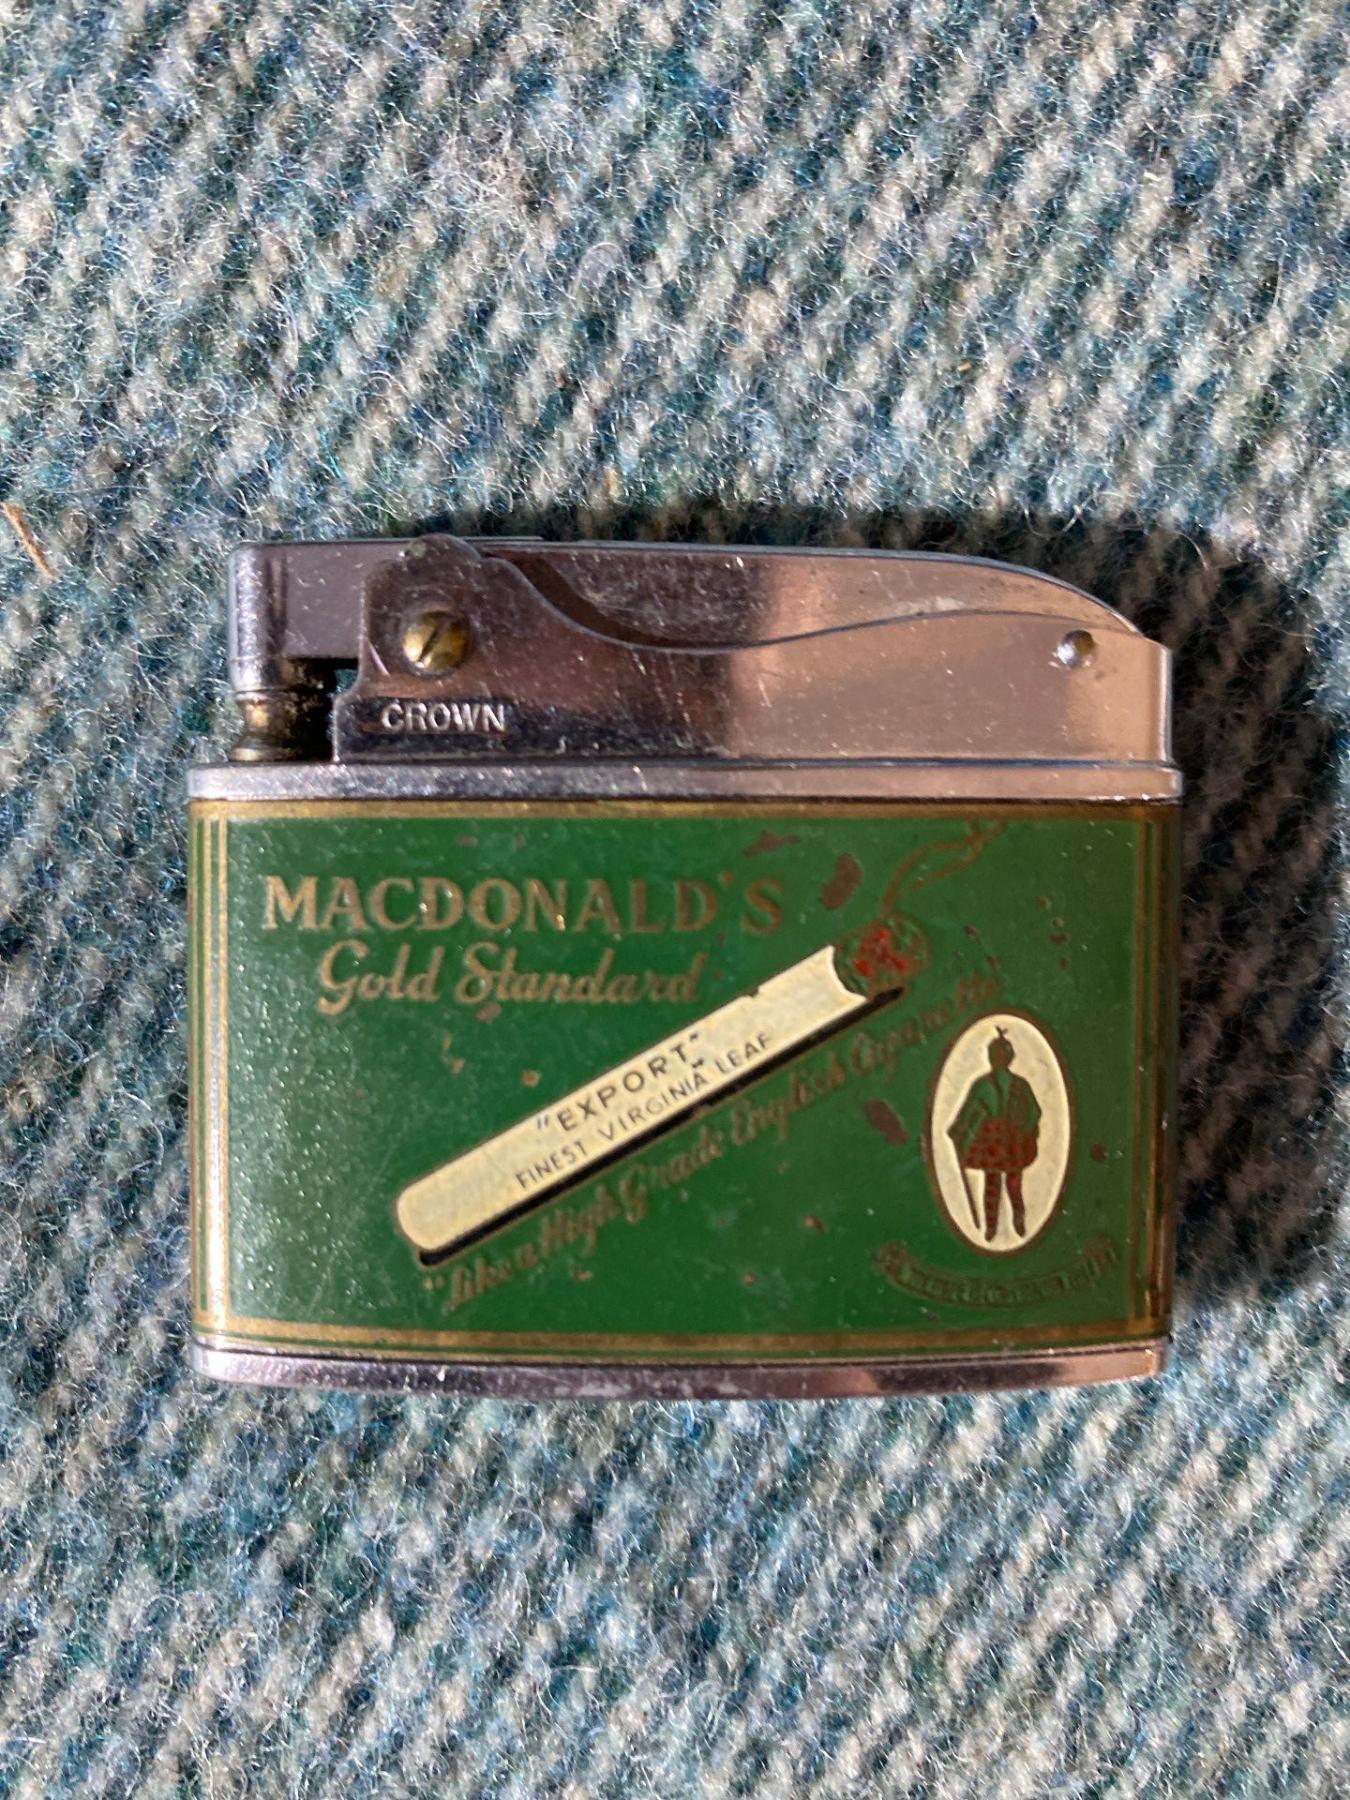 CROWN
MACDONALD'S
Gold Standard
"EXPORT"
FINEST VIRGINIA LEAF
"Like a High Grade English Cigarette